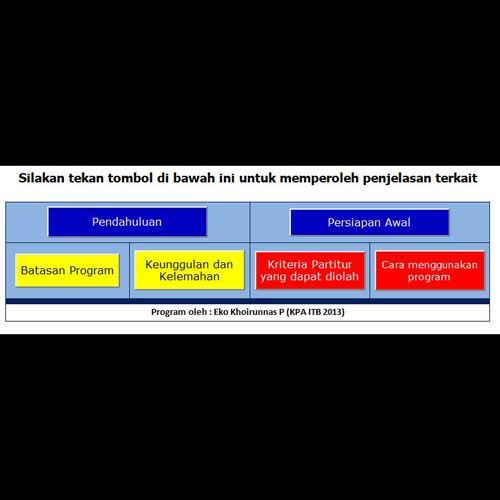 Silakan tekan tombol di bawah ini untuk memperoleh penjelasan terkait
Pendahuluan
Persiapan Awal
Batasan Program
Keunggulan dan
Kelemahan
Kriteria Partitur
yang dapat diolah
Cara menggunakan
program
Program oleh : Eko Khoirunnas P (KPA ITB 2013)